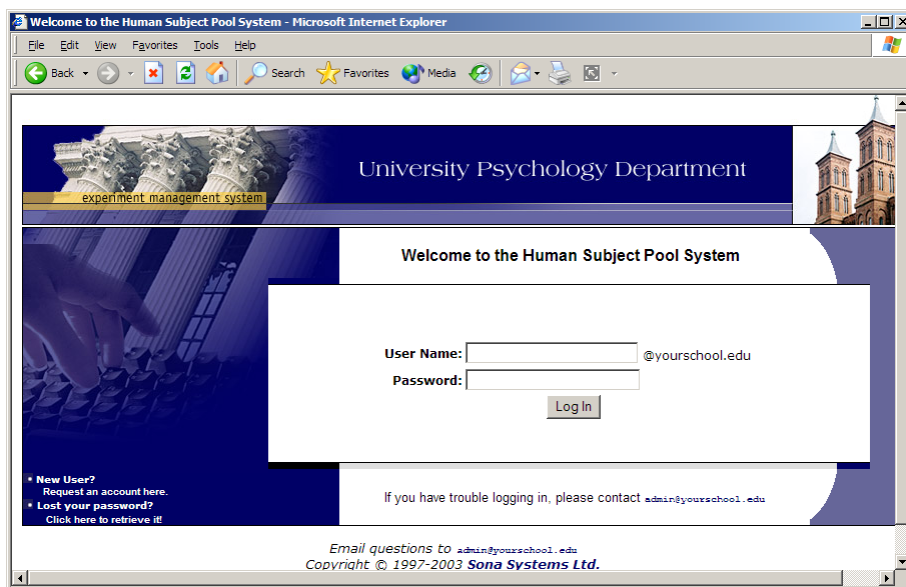 Welcome to the Human Subject Pool System - Microsoft Internet Explorer
File Edit View Favorites Tools Help
Back Search Favorites Media
University Psychology Department
experiment management system
Welcome to the Human Subject Pool System
User Name: @yourschool.edu
Password:
Log In
New User?
Request an account here.
Lost your password?
Click here to retrieve it!
If you have trouble logging in, please contact admin@yourschool.edu
Email questions to admin@yourschool.edu
Copyright © 1997-2003 Sona Systems Ltd.